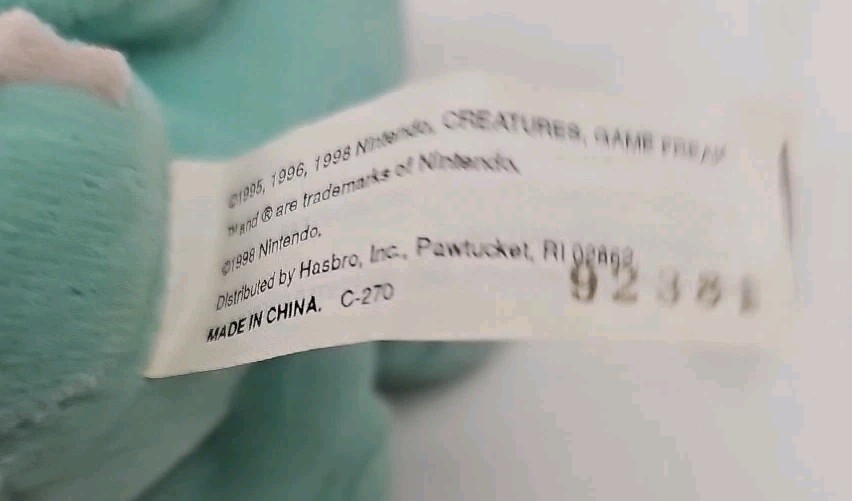 ©1995, 1996, 1998 Nintendo, CREATURES, GAME FREAK
™ and ® are trademarks of Nintendo.
©1998 Nintendo.
Distributed by Hasbro, Inc., Pawtucket, RI
MADE IN CHINA. C-270